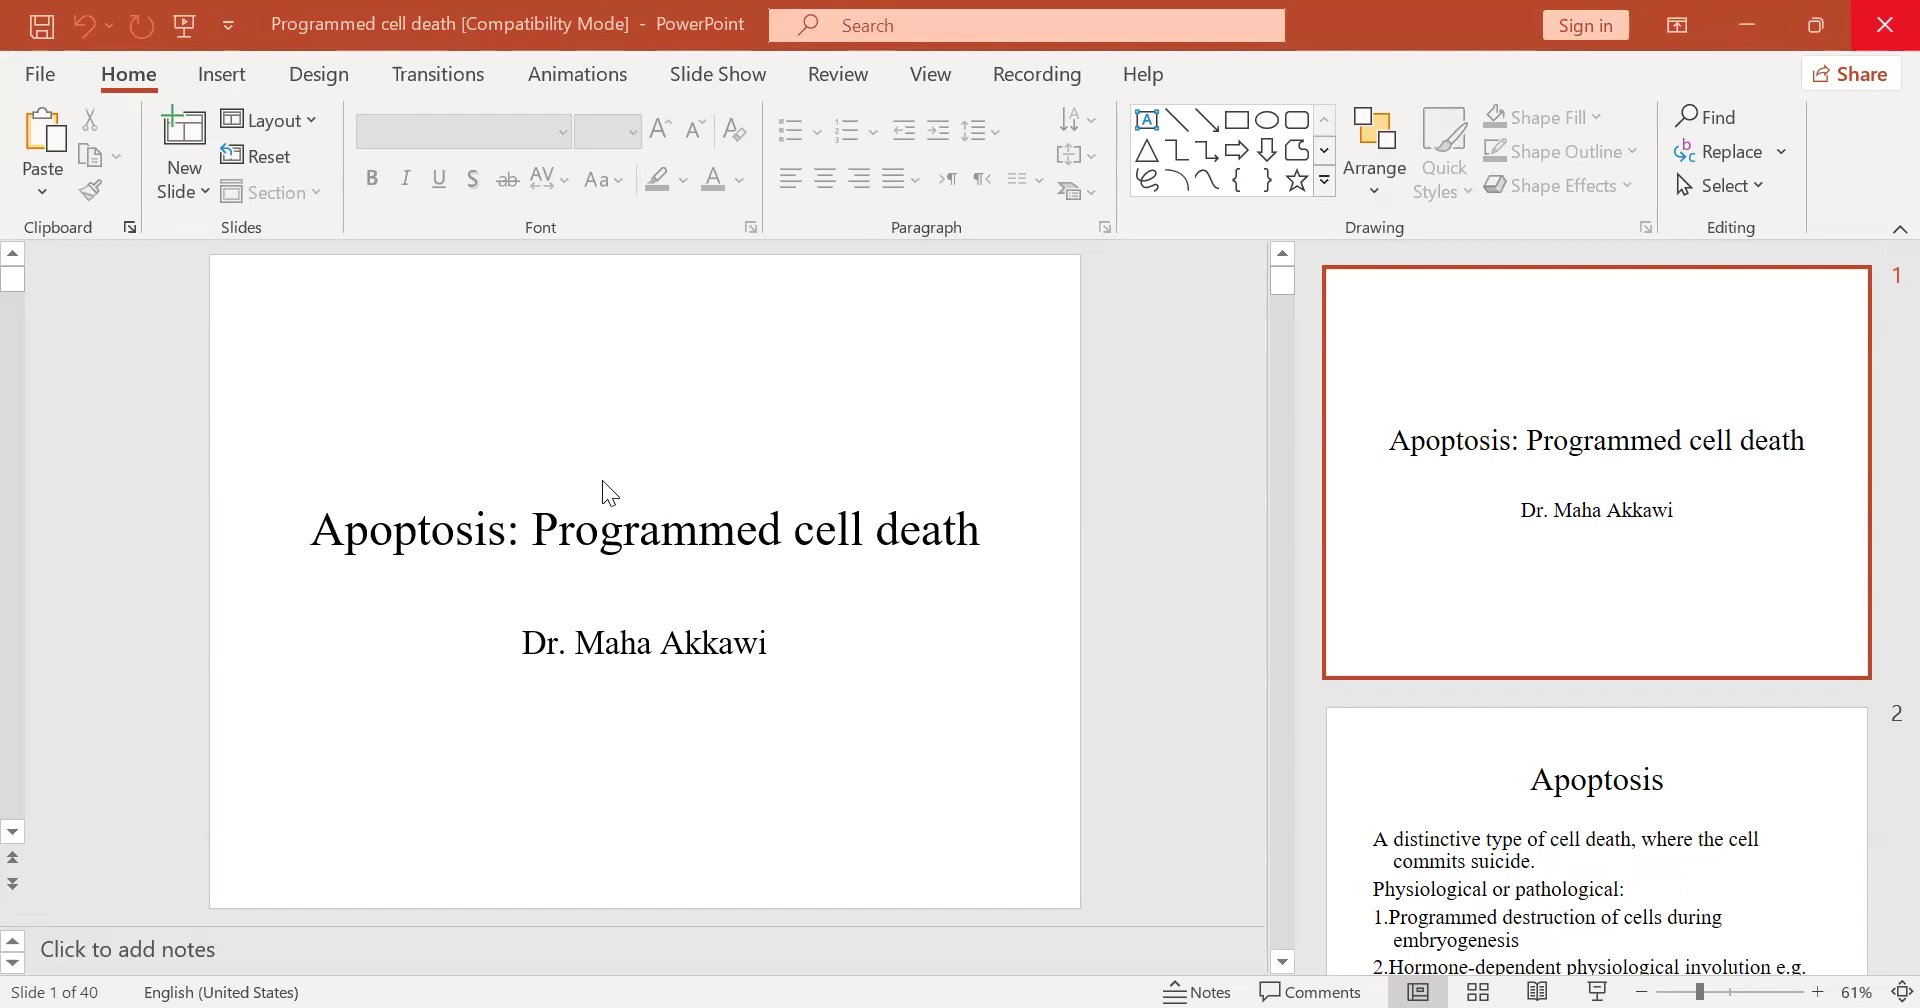 Programmed cell death [Compatibility Mode] - PowerPoint
Search
Sign in
File Home Insert Design Transitions Animations Slide Show Review View Recording Help
Share
Paste
Clipboard
New
Slide
Layout
Reset
Section
Slides
Font
Paragraph
Arrange
Quick
Styles
Shape Fill
Shape Outline
Shape Effects
Drawing
Find
Replace
Select
Editing
Apoptosis: Programmed cell death
Dr. Maha Akkawi
1
Apoptosis: Programmed cell death
Dr. Maha Akkawi
2
Apoptosis
A distinctive type of cell death, where the cell
commits suicide.
Physiological or pathological:
1.Programmed destruction of cells during
embryogenesis
2.Hormone-dependent physiological involution e.g.
Click to add notes
Slide 1 of 40
English (United States)
Notes
Comments
61%